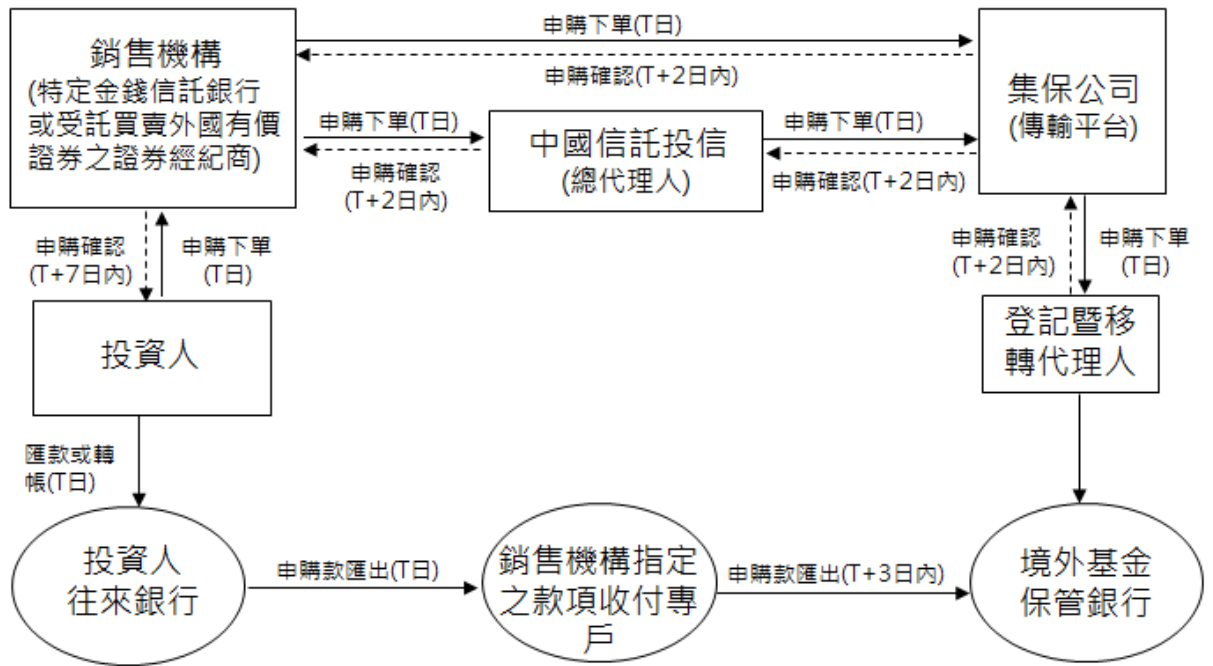 銷售機構
(特定金錢信託銀行
或受託買賣外國有價
證券之證券經紀商)
申購下單(T日)
申購確認(T+2日內)
集保公司
(傳輸平台)
申購下單(T日)
申購確認
(T+2日內)
中國信託投信
(總代理人)
申購下單(T日)
申購確認(T+2日內)
申購確認
(T+7日內)
申購下單
(T日)
申購確認
(T+2日內)
申購下單
(T日)
投資人
登記暨移
轉代理人
匯款或轉
帳(T日)
投資人
往來銀行
申購款匯出(T日)
銷售機構指定
之款項收付專
戶
申購款匯出(T+3日內)
境外基金
保管銀行